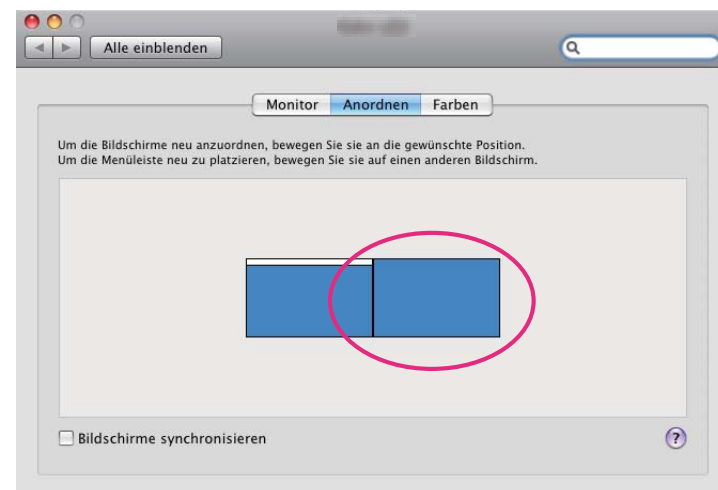 Alle einblenden
Monitor Anordnen Farben
Um die Bildschirme neu anzuordnen, bewegen Sie sie an die gewünschte Position.
Um die Menüleiste neu zu platzieren, bewegen Sie sie auf einen anderen Bildschirm.
Bildschirme synchronisieren
?